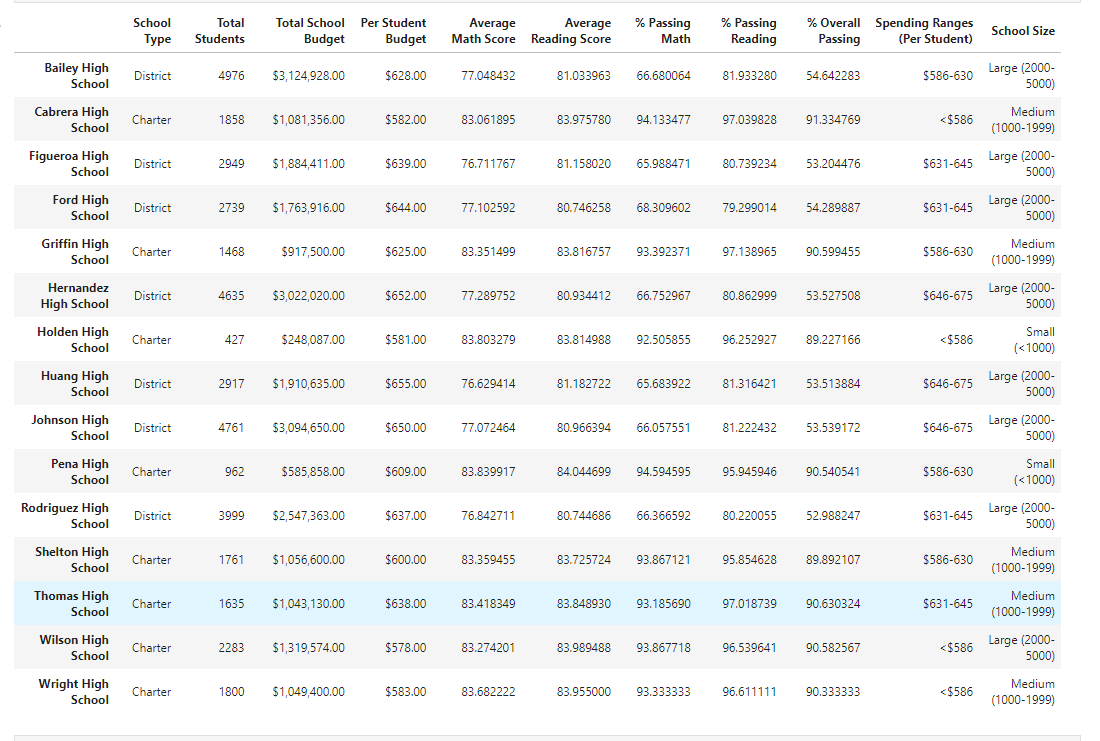 School Type Total Students Total School Budget Per Student Budget Average Math Score Average Reading Score % Passing Math % Passing Reading % Overall Passing Spending Ranges (Per Student) School Size
Bailey High School District 4976 $3,124,928.00 $628.00 77.048432 81.033963 66.680064 81.933280 54.642283 $586-630 Large (2000-5000)
Cabrera High School Charter 1858 $1,081,356.00 $582.00 83.061895 83.975780 94.133477 97.039828 91.334769 <$586 Medium (1000-1999)
Figueroa High School District 2949 $1,884,411.00 $639.00 76.711767 81.158020 65.988471 80.739234 53.204476 $631-645 Large (2000-5000)
Ford High School District 2739 $1,763,916.00 $644.00 77.102592 80.746258 68.309602 79.299014 54.289887 $631-645 Large (2000-5000)
Griffin High School Charter 1468 $917,500.00 $625.00 83.351499 83.816757 93.392371 97.138965 90.599455 $586-630 Medium (1000-1999)
Hernandez High School District 4635 $3,022,020.00 $652.00 77.289752 80.934412 66.752967 80.862999 53.527508 $646-675 Large (2000-5000)
Holden High School Charter 427 $248,087.00 $581.00 83.803279 83.814988 92.505855 96.252927 89.227166 <$586 Small (<1000)
Huang High School District 2917 $1,910,635.00 $655.00 76.629414 81.182722 65.683922 81.316421 53.513884 $646-675 Large (2000-5000)
Johnson High School District 4761 $3,094,650.00 $650.00 77.072464 80.966394 66.057551 81.222432 53.539172 $646-675 Large (2000-5000)
Pena High School Charter 962 $585,858.00 $609.00 83.839917 84.044699 94.594595 95.945946 90.540541 $586-630 Small (<1000)
Rodriguez High School District 3999 $2,547,363.00 $637.00 76.842711 80.744686 66.366592 80.220055 52.988247 $631-645 Large (2000-5000)
Shelton High School Charter 1761 $1,056,600.00 $600.00 83.359455 83.725724 93.867121 95.854628 89.892107 $586-630 Medium (1000-1999)
Thomas High School Charter 1635 $1,043,130.00 $638.00 83.418349 83.848930 93.185690 97.018739 90.630324 $631-645 Medium (1000-1999)
Wilson High School Charter 2283 $1,319,574.00 $578.00 83.274201 83.989488 93.867718 96.539641 90.582567 <$586 Large (2000-5000)
Wright High School Charter 1800 $1,049,400.00 $583.00 83.682222 83.955000 93.333333 96.611111 90.333333 <$586 Medium (1000-1999)